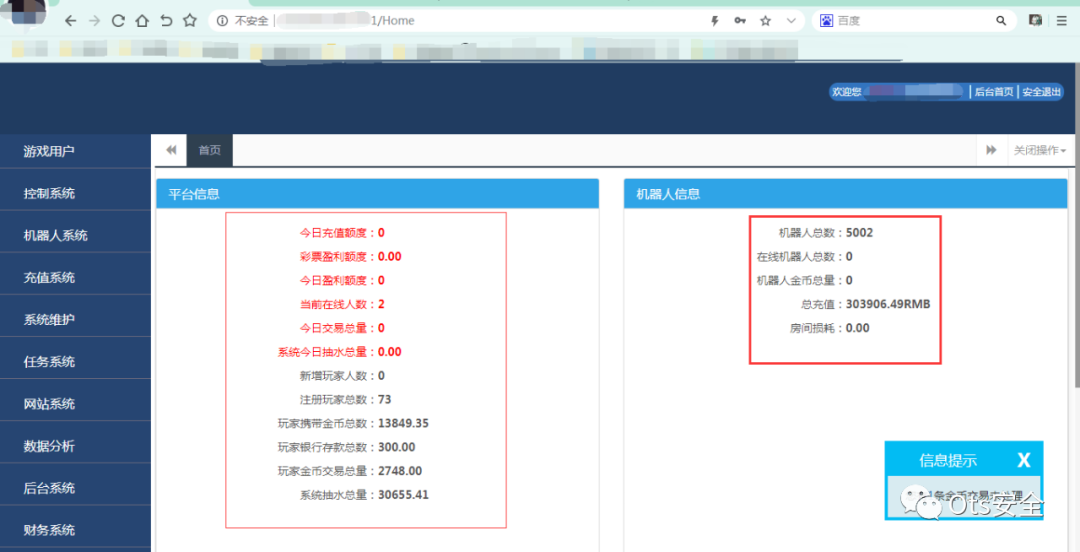 不安全
1/Home
百度
欢迎您
后台首页 | 安全退出
游戏用户
控制系统
机器人系统
充值系统
系统维护
任务系统
网站系统
数据分析
后台系统
财务系统
首页
关闭操作
平台信息
今日充值额度：0
彩票盈利额度：0.00
今日盈利额度：0
当前在线人数：2
今日交易总量：0
系统今日抽水总量：0.00
新增玩家人数：0
注册玩家总数：73
玩家携带金币总数：13849.35
玩家银行存款总数：300.00
玩家金币交易总量：2748.00
系统抽水总量：30655.41
机器人信息
机器人总数：5002
在线机器人总数：0
机器人金币总量：0
总充值：303906.49RMB
房间损耗：0.00
信息提示 X
条金币交易
理
Ots安全